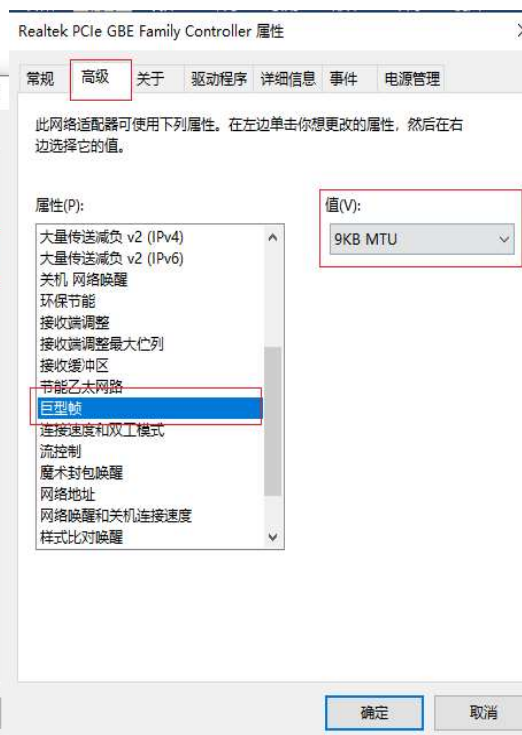 Realtek PCIe GBE Family Controller 属性
常规 高级 关于 驱动程序 详细信息 事件 电源管理
此网络适配器可使用下列属性。在左边单击你想更改的属性，然后在右
边选择它的值。
属性(P):
值(V):
大量传送减负 v2 (IPv4)
9KB MTU
大量传送减负 v2 (IPv6)
关机 网络唤醒
环保节能
接收端调整
接收端调整最大伫列
接收缓冲区
节能乙太网路
巨型帧
连接速度和双工模式
流控制
魔术封包唤醒
网络地址
网络唤醒和关机连接速度
样式比对唤醒
确定 取消